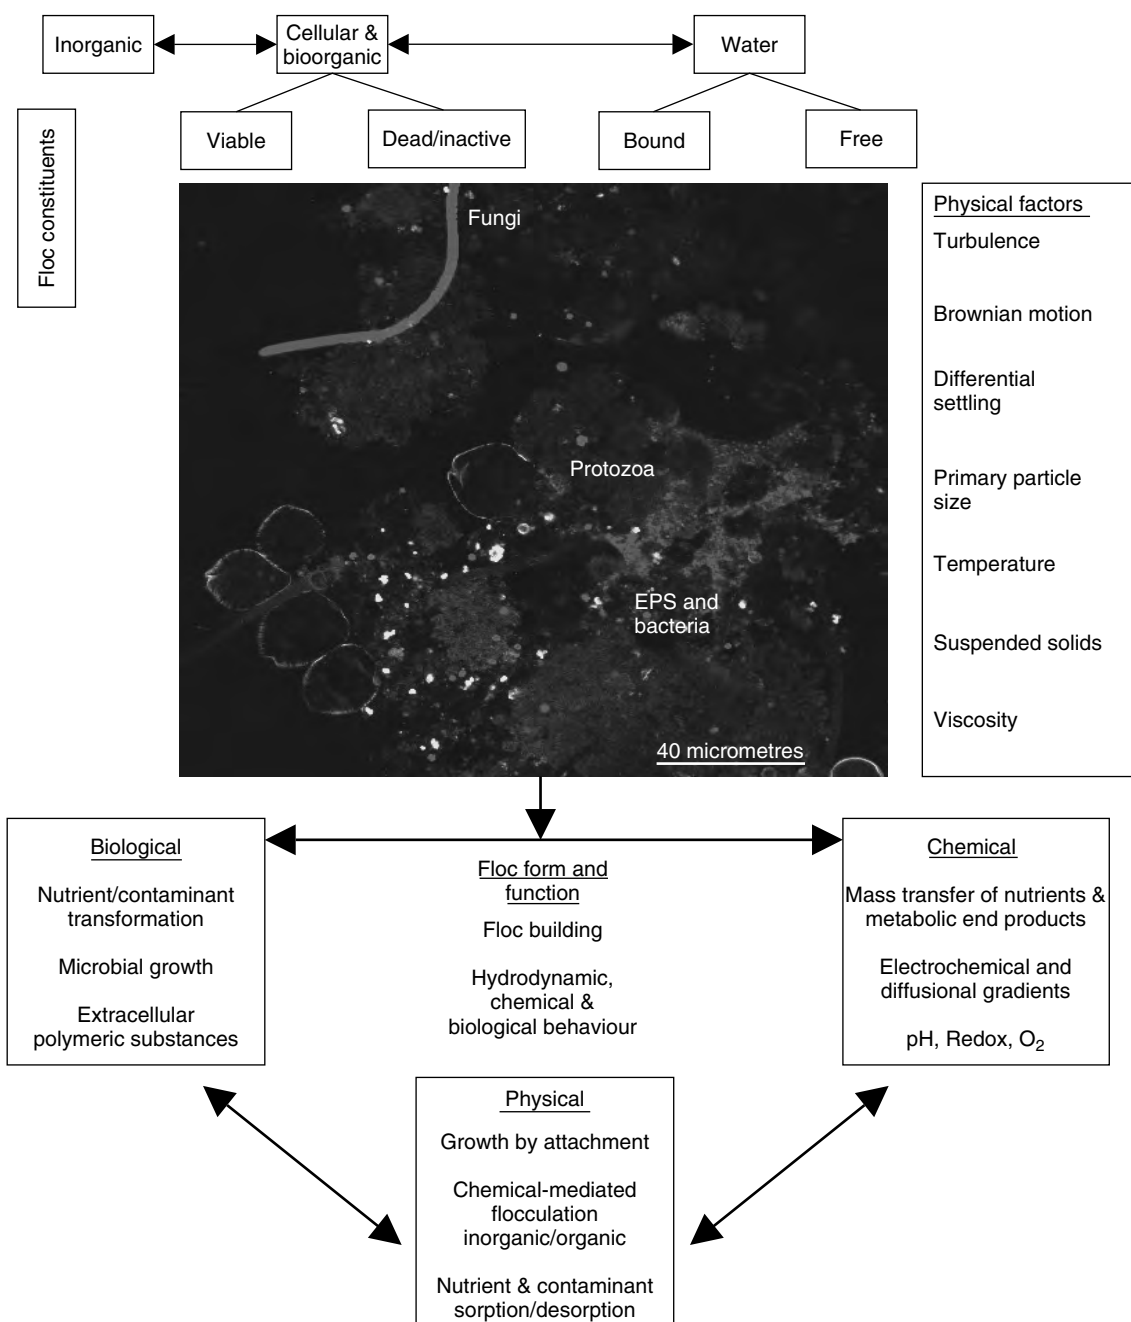 Inorganic
Cellular &
bioorganic
Water
Viable
Dead/inactive
Bound
Free
Floc constituents
Fungi
Protozoa
EPS and
bacteria
40 micrometres
Physical factors
Turbulence
Brownian motion
Differential
settling
Primary particle
size
Temperature
Suspended solids
Viscosity
Biological
Nutrient/contaminant
transformation
Microbial growth
Extracellular
polymeric substances
Floc form and
function
Floc building
Hydrodynamic,
chemical &
biological behaviour
Chemical
Mass transfer of nutrients &
metabolic end products
Electrochemical and
diffusional gradients
pH, Redox, O₂
Physical
Growth by attachment
Chemical-mediated
flocculation
inorganic/organic
Nutrient & contaminant
sorption/desorption